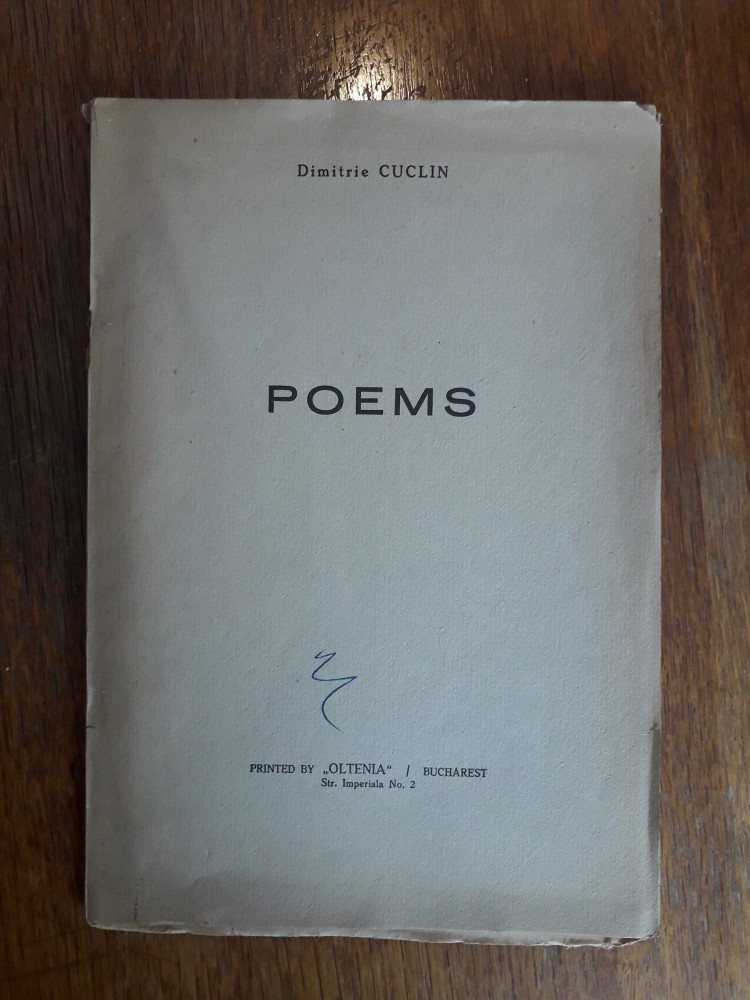 Dimitrie CUCLIN
POEMS
PRINTED BY „OLTENIA“ / BUCHAREST
Str. Imperiala No. 2